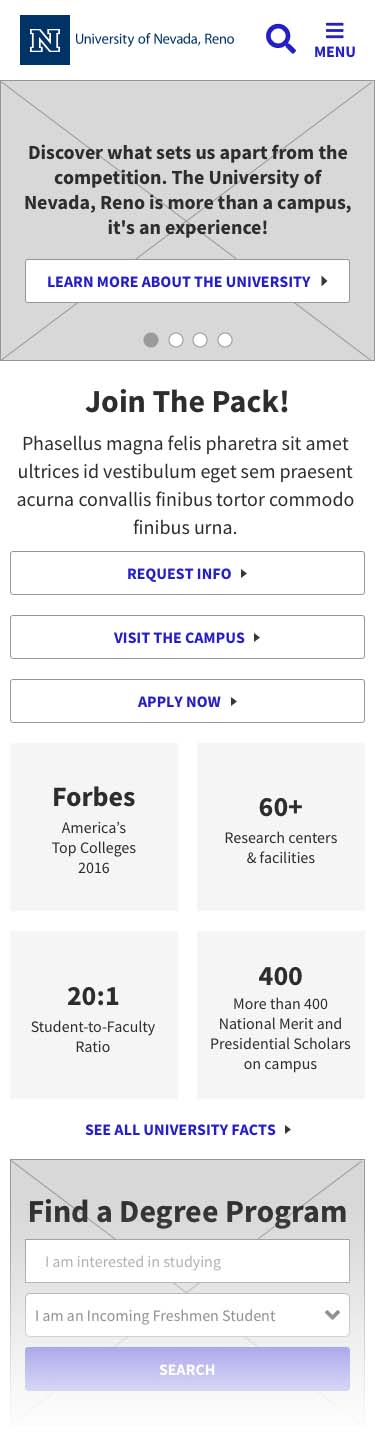 N University of Nevada, Reno
MENU
Discover what sets us apart from the
competition. The University of
Nevada, Reno is more than a campus,
it's an experience!
LEARN MORE ABOUT THE UNIVERSITY
Join The Pack!
Phasellus magna felis pharetra sit amet
ultrices id vestibulum eget sem praesent
acurna convallis finibus tortor commodo
finibus urna.
REQUEST INFO
VISIT THE CAMPUS
APPLY NOW
Forbes
America’s
Top Colleges
2016
60+
Research centers
& facilities
20:1
Student-to-Faculty
Ratio
400
More than 400
National Merit and
Presidential Scholars
on campus
SEE ALL UNIVERSITY FACTS
Find a Degree Program
I am interested in studying
I am an Incoming Freshmen Student
SEARCH